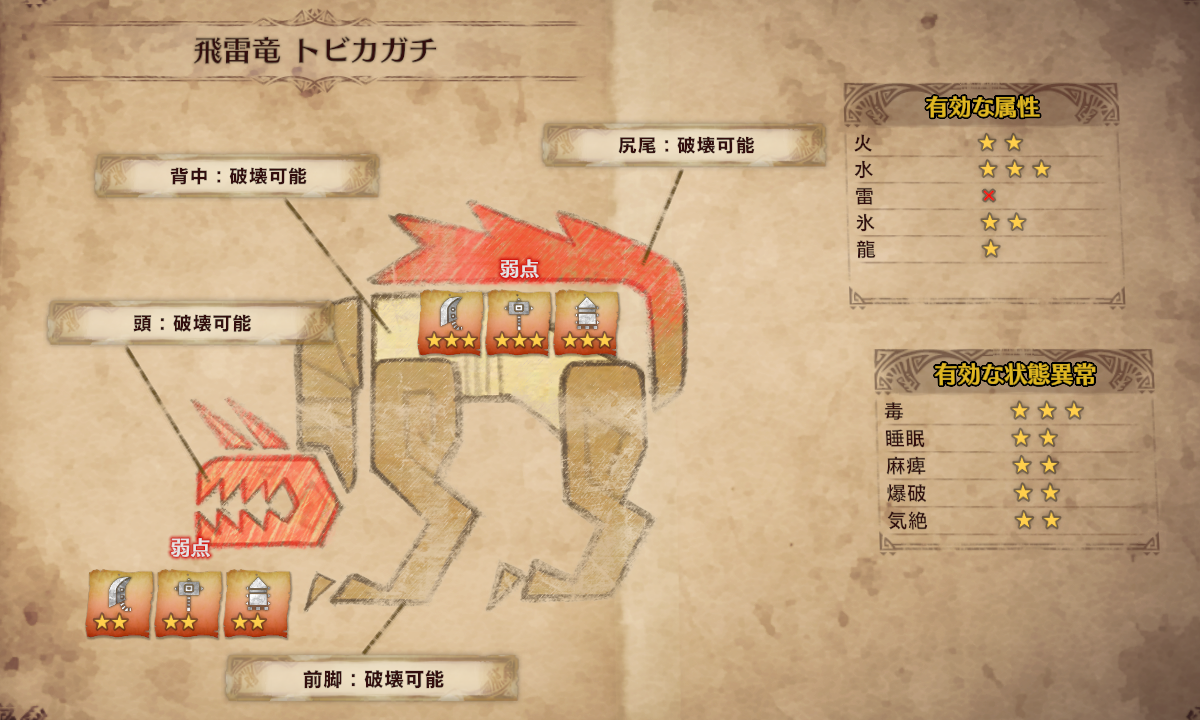 飛雷竜 トビカガチ
背中：破壊可能
尻尾：破壊可能
頭：破壊可能
弱点
弱点
前脚：破壊可能
有効な属性
火 ★★
水 ★★★
雷 ×
氷 ★★
龍 ★
有効な状態異常
毒 ★★★
睡眠 ★★
麻痺 ★★
爆破 ★★
気絶 ★★